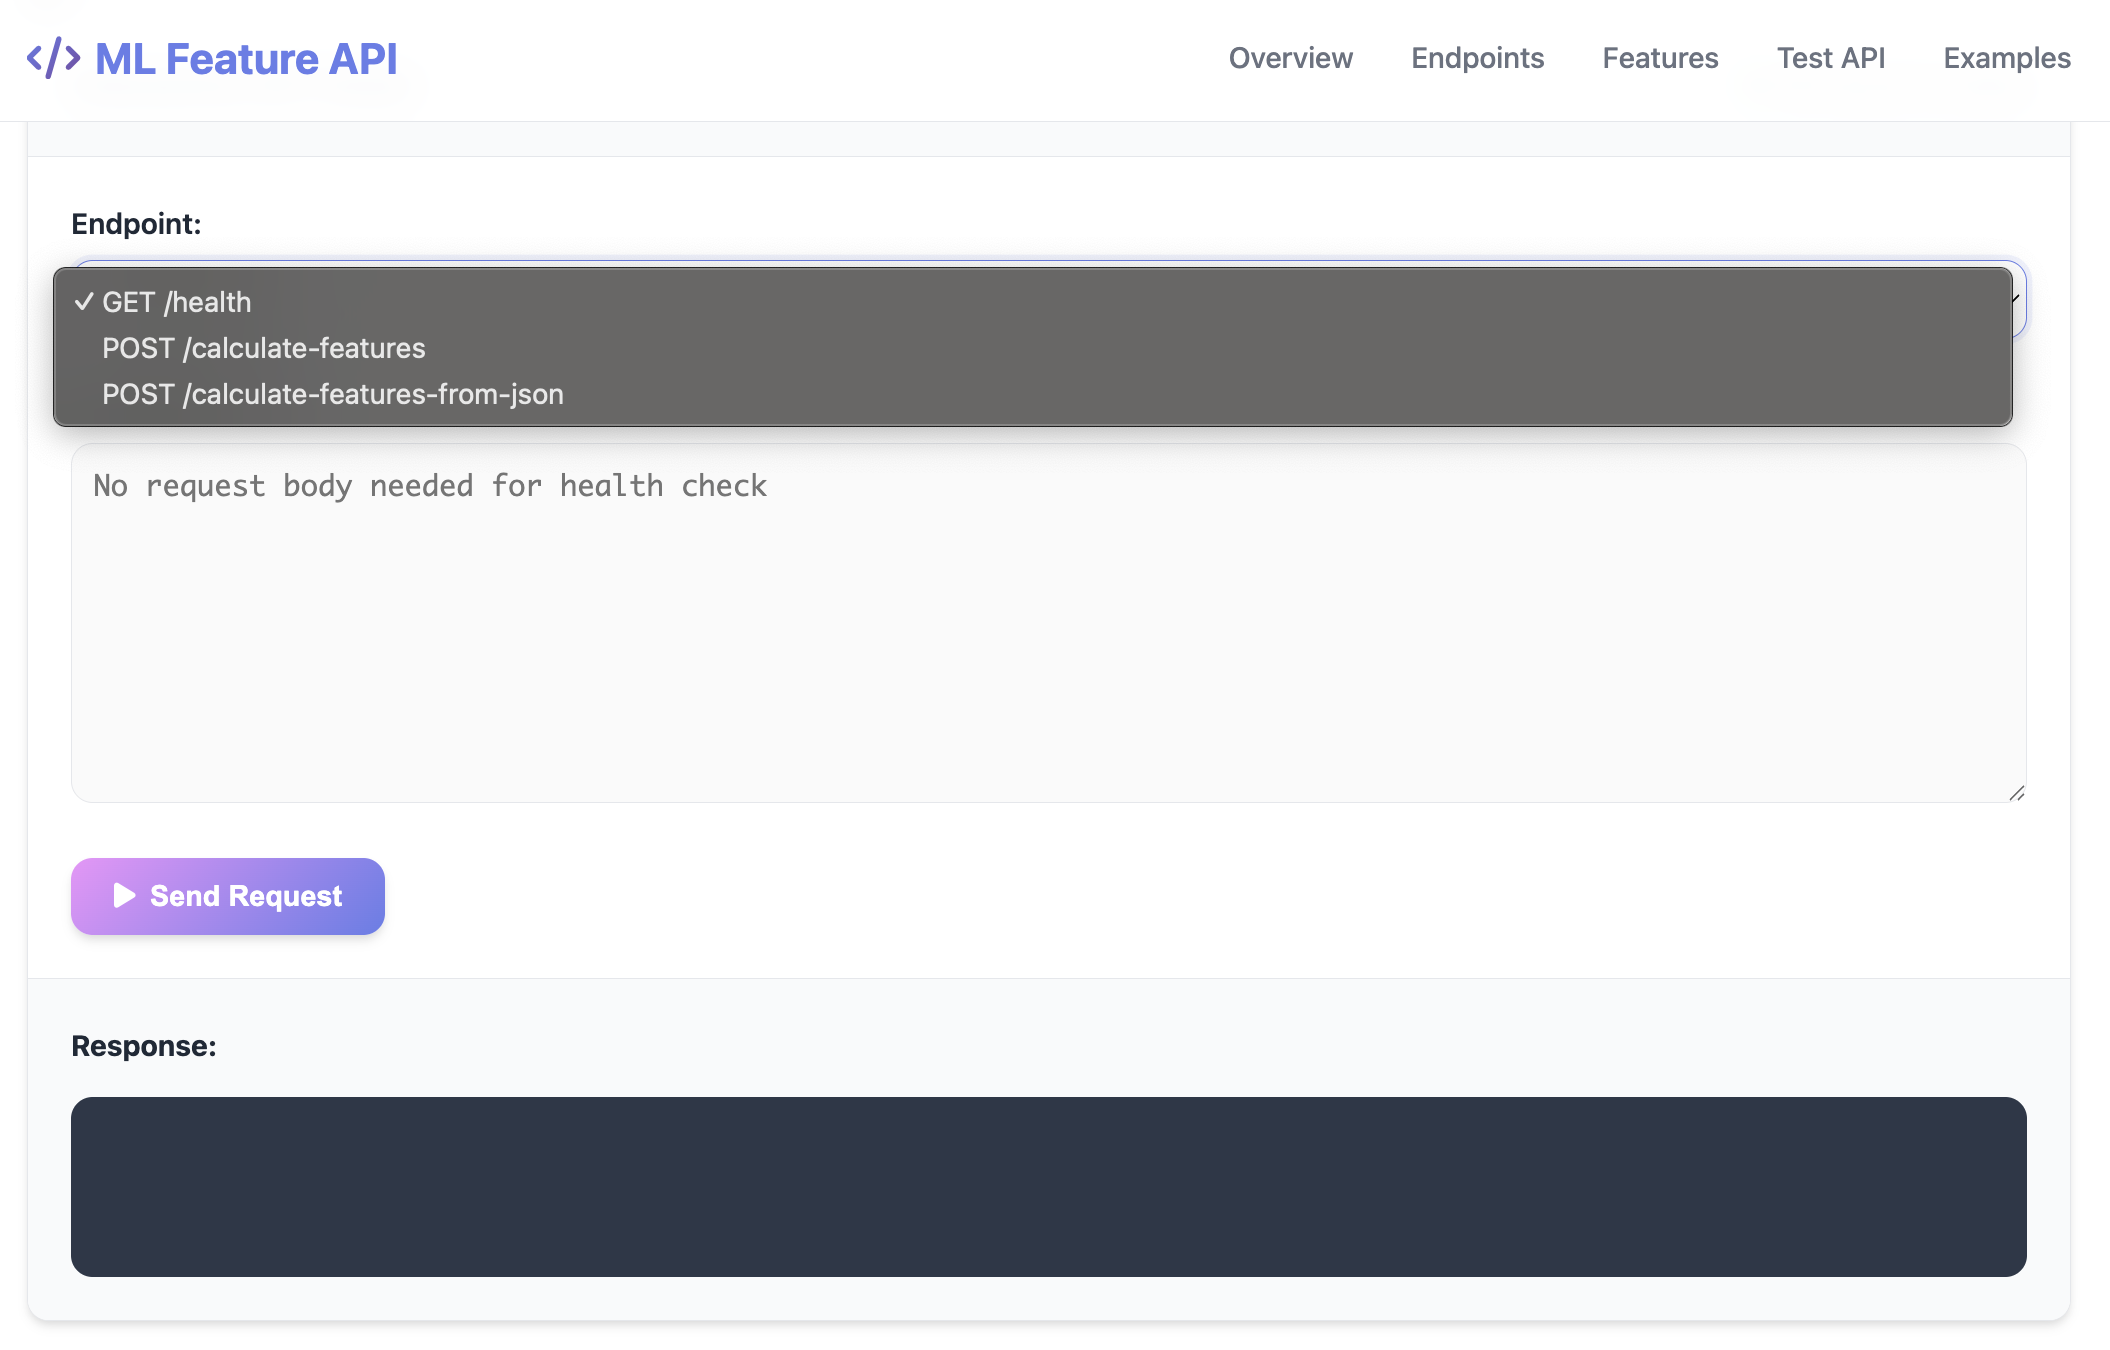 </> ML Feature API
Overview Endpoints Features Test API Examples
Endpoint:
✓ GET /health
POST /calculate-features
POST /calculate-features-from-json
No request body needed for health check
Send Request
Response: